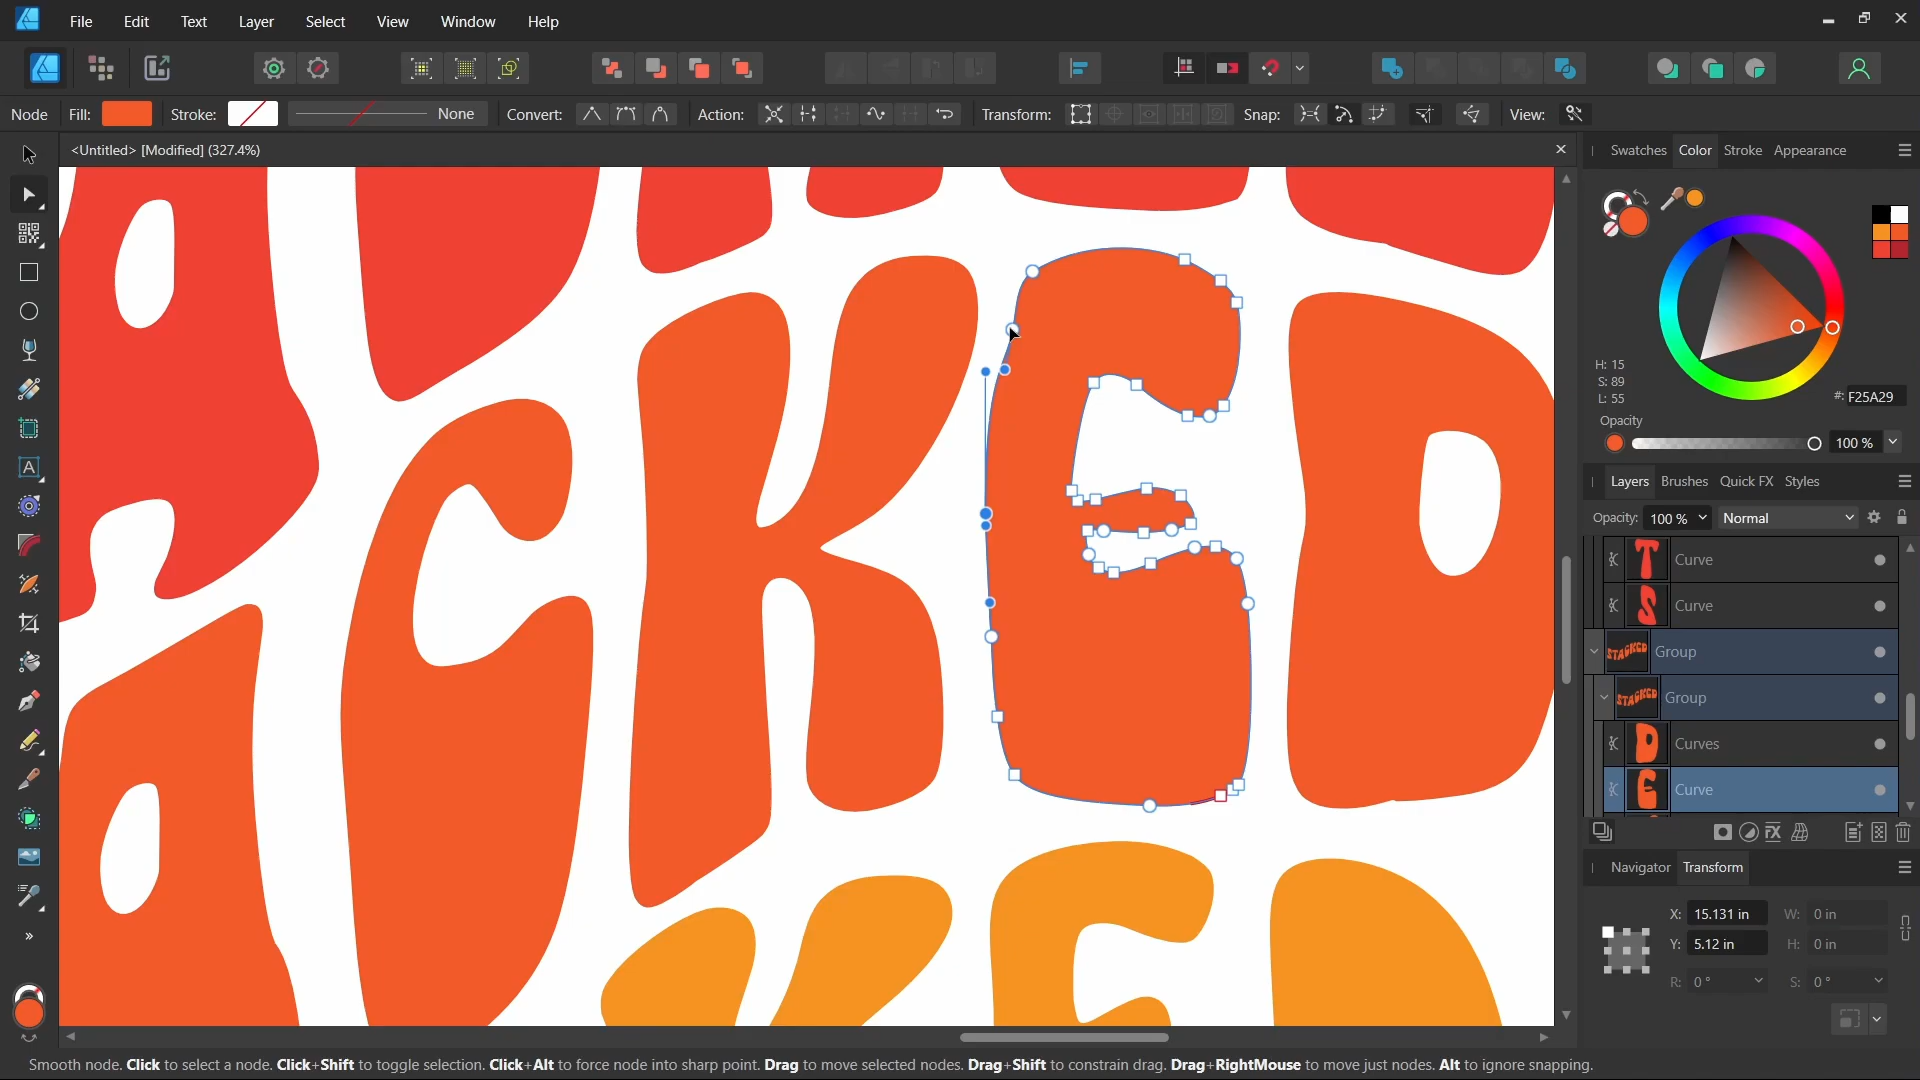 File Edit Text Layer Select View Window Help
Node Fill: Stroke: None Convert: Action: Transform: Snap: View:
<Untitled> [Modified] (327.4%)
Swatches Color Stroke Appearance
H: 15
S: 89
L: 55
#: F25A29
Opacity
100 %
Layers Brushes Quick FX Styles
Opacity: 100 % Normal
Curve
Curve
STACKED Group
STACKED Group
Curves
Curve
Navigator Transform
X: 15.131 in W: 0 in
Y: 5.12 in H: 0 in
R: 0 ° S: 0 °
CKED
Smooth node. Click to select a node. Click+Shift to toggle selection. Click+Alt to force node into sharp point. Drag to move selected nodes. Drag+Shift to constrain drag. Drag+RightMouse to move just nodes. Alt to ignore snapping.